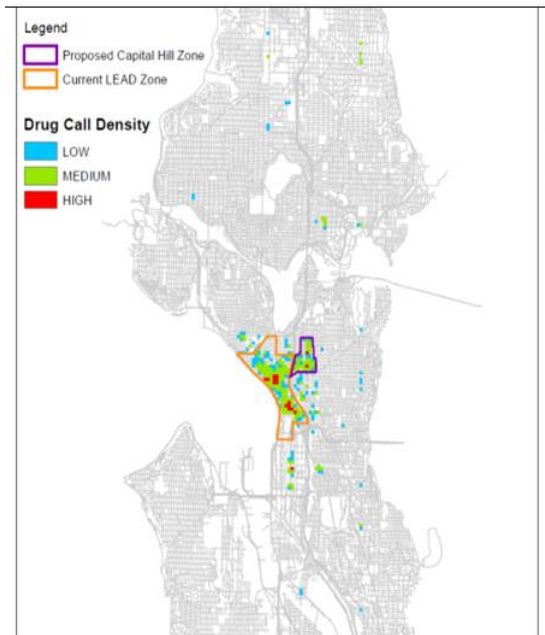 Legend
Proposed Capital Hill Zone
Current LEAD Zone
Drug Call Density
LOW
MEDIUM
HIGH